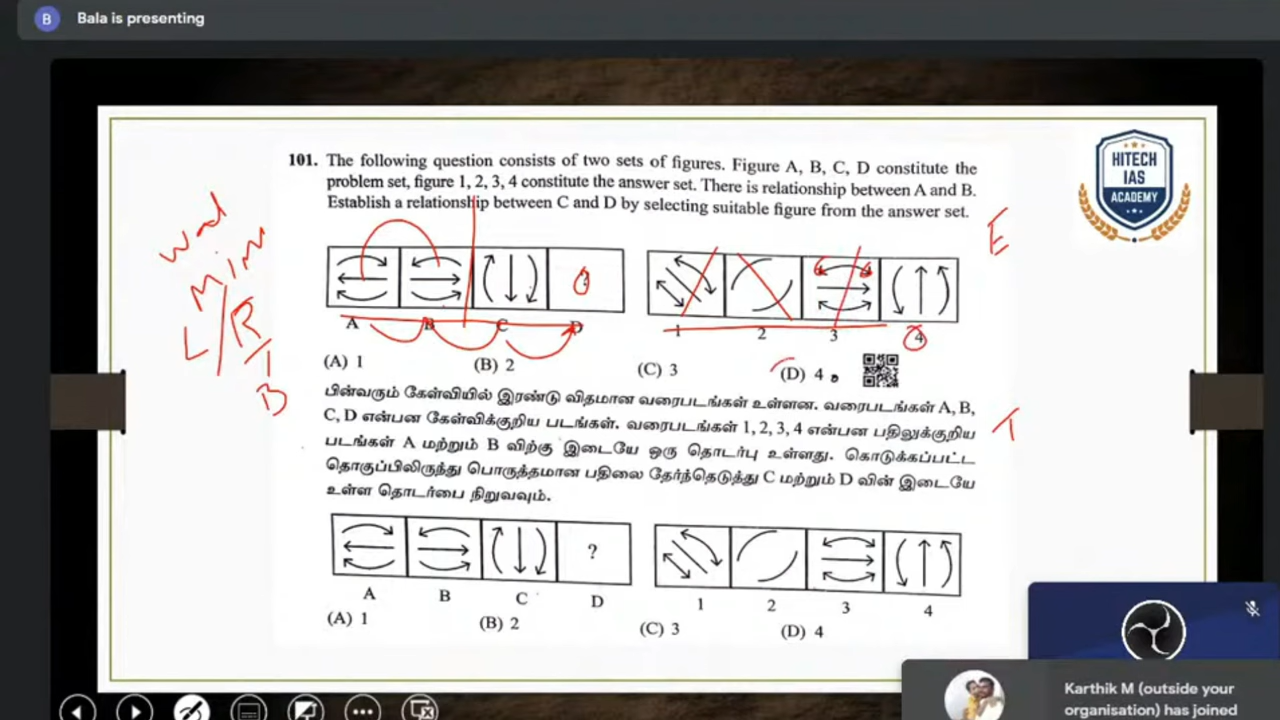 B Bala is presenting
HITECH
IAS
ACADEMY
101. The following question consists of two sets of figures. Figure A, B, C, D constitute the
problem set, figure 1, 2, 3, 4 constitute the answer set. There is relationship between A and B.
Establish a relationship between C and D by selecting suitable figure from the answer set.
?
A B C D 1 2 3 4
(A) 1 (B) 2 (C) 3 (D) 4
பின்வரும் கேள்வியில் இரண்டு விதமான வரைபடங்கள் உள்ளன. வரைபடங்கள் A, B,
C, D என்பன கேள்விக்குறிய படங்கள். வரைபடங்கள் 1, 2, 3, 4 என்பன பதிலுக்குறிய
படங்கள் A மற்றும் B விற்கு இடையே ஒரு தொடர்பு உள்ளது. கொடுக்கப்பட்ட
தொகுப்பிலிருந்து பொருத்தமான பதிலை தேர்ந்தெடுத்து C மற்றும் D வின் இடையே
உள்ள தொடர்பை நிறுவவும்.
?
A B C D 1 2 3 4
(A) 1 (B) 2 (C) 3 (D) 4
L/R
T
B
E
T
Karthik M (outside your
organisation) has joined